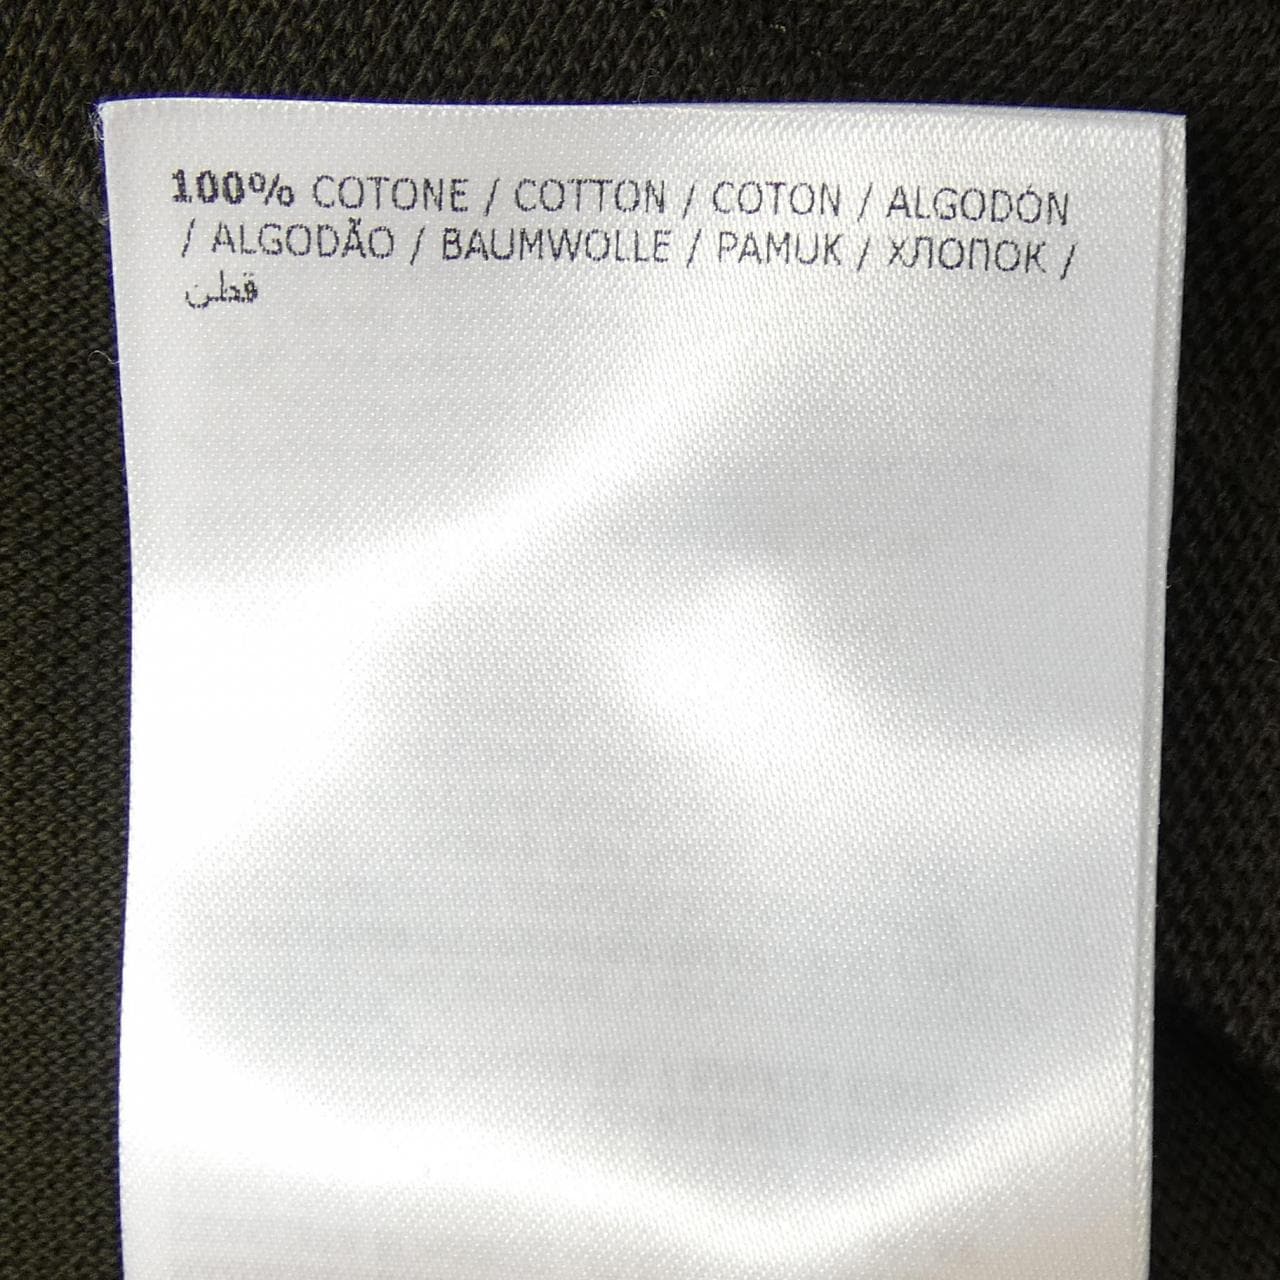 100% COTONE / COTTON / COTON / ALGODÓN
/ ALGODÃO / BAUMWOLLE / PAMUK / ХЛОПОК /
قطن